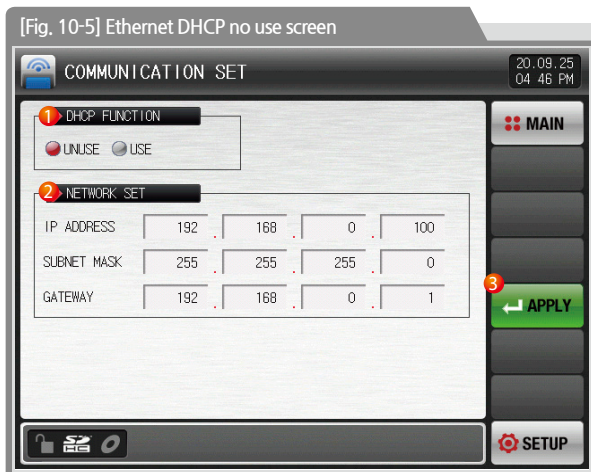 [Fig. 10-5] Ethernet DHCP no use screen
COMMUNICATION SET
20.09.25
04 46 PM
1 DHCP FUNCTION
UNUSE USE
2 NETWORK SET
IP ADDRESS 192 . 168 . 0 . 100
SUBNET MASK 255 . 255 . 255 . 0
GATEWAY 192 . 168 . 0 . 1
MAIN
3
APPLY
SETUP
SD
HC